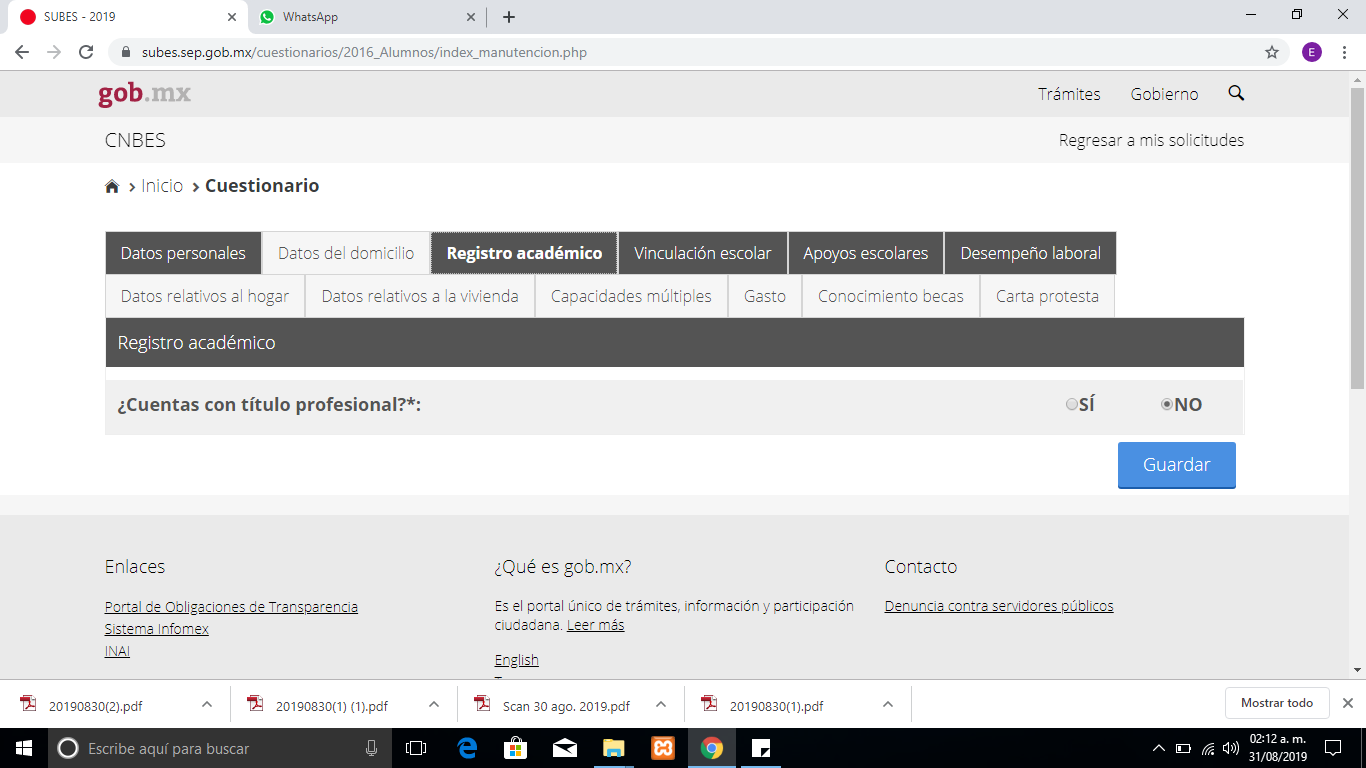 SUBES - 2019
WhatsApp
subes.sep.gob.mx/cuestionarios/2016_Alumnos/index_manutencion.php
E
gob.mx
Trámites
Gobierno
CNBES
Regresar a mis solicitudes
Inicio
Cuestionario
Datos personales
Datos del domicilio
Registro académico
Vinculación escolar
Apoyos escolares
Desempeño laboral
Datos relativos al hogar
Datos relativos a la vivienda
Capacidades múltiples
Gasto
Conocimiento becas
Carta protesta
Registro académico
¿Cuentas con título profesional?*:
SÍ
NO
Guardar
Enlaces
Portal de Obligaciones de Transparencia
Sistema Infomex
INAI
¿Qué es gob.mx?
Es el portal único de trámites, información y participación
ciudadana. Leer más
English
Contacto
Denuncia contra servidores públicos
20190830(2).pdf
20190830(1) (1).pdf
Scan 30 ago. 2019.pdf
20190830(1).pdf
Mostrar todo
Escribe aquí para buscar
02:12 a. m.
31/08/2019